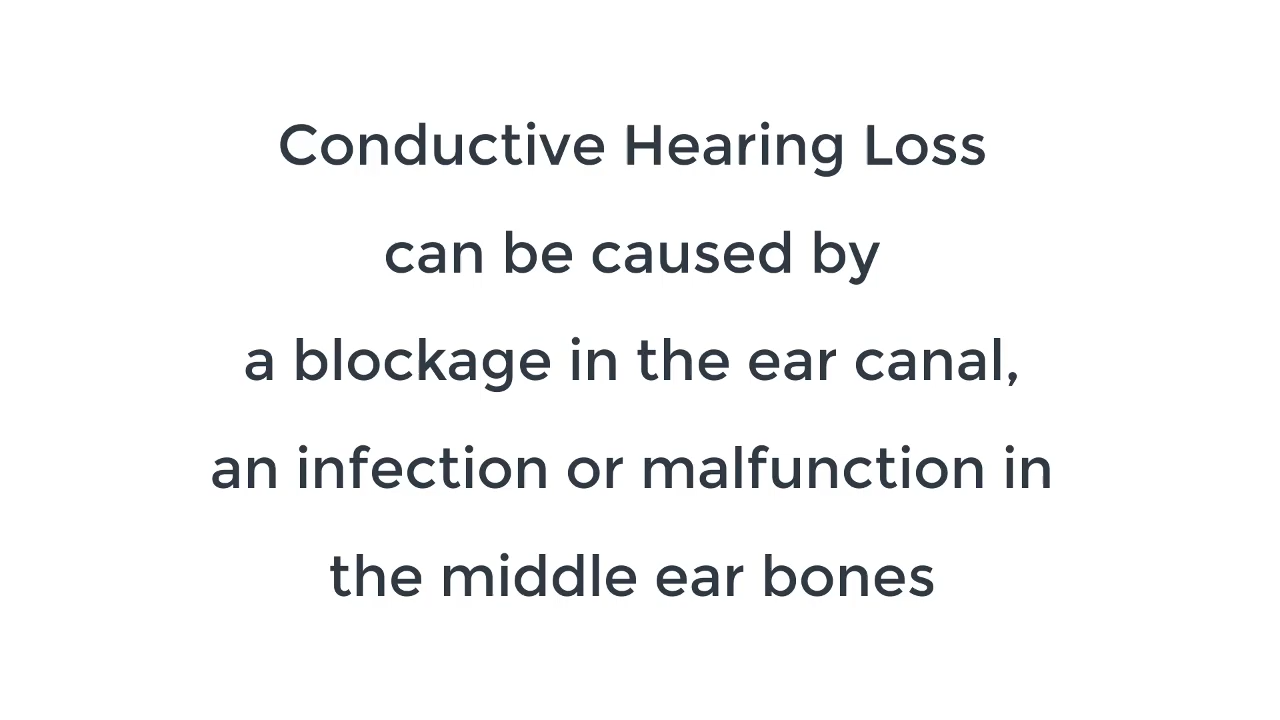 Conductive Hearing Loss
can be caused by
a blockage in the ear canal,
an infection or malfunction in
the middle ear bones